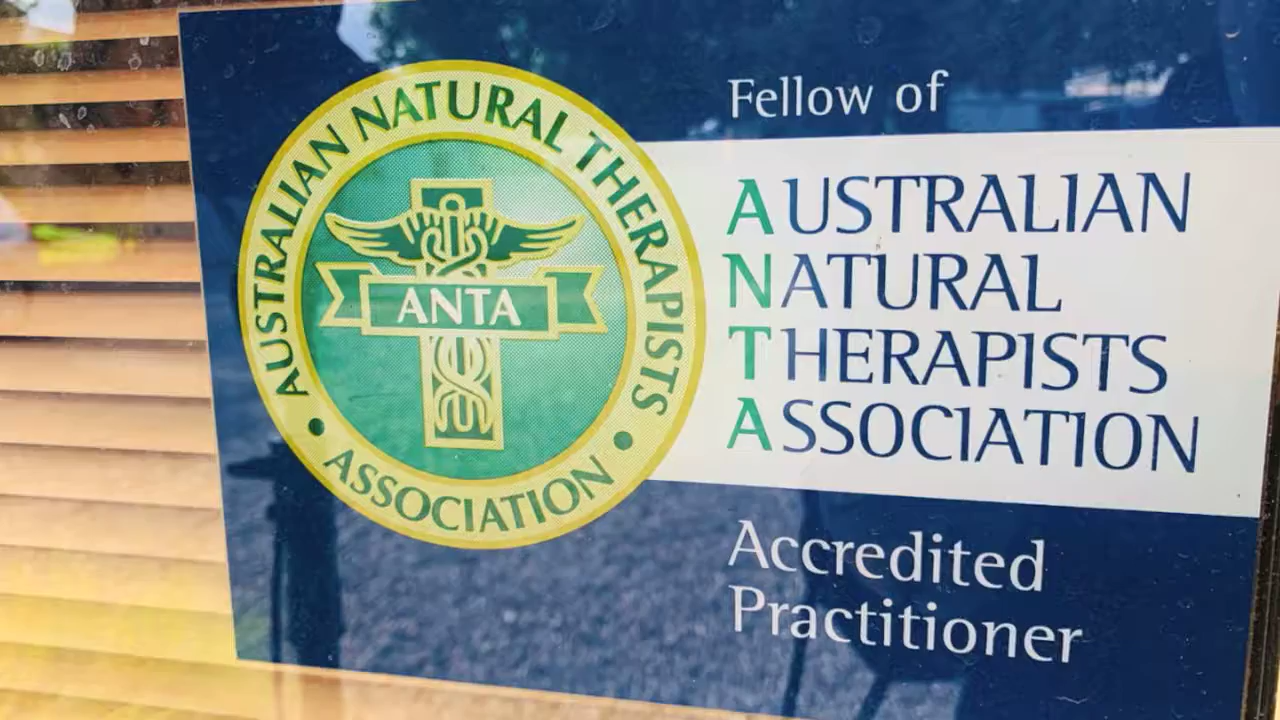 AUSTRALIAN NATURAL THERAPISTS
ASSOCIATION
ANTA
Fellow of
AUSTRALIAN
NATURAL
THERAPISTS
ASSOCIATION
Accredited
Practitioner